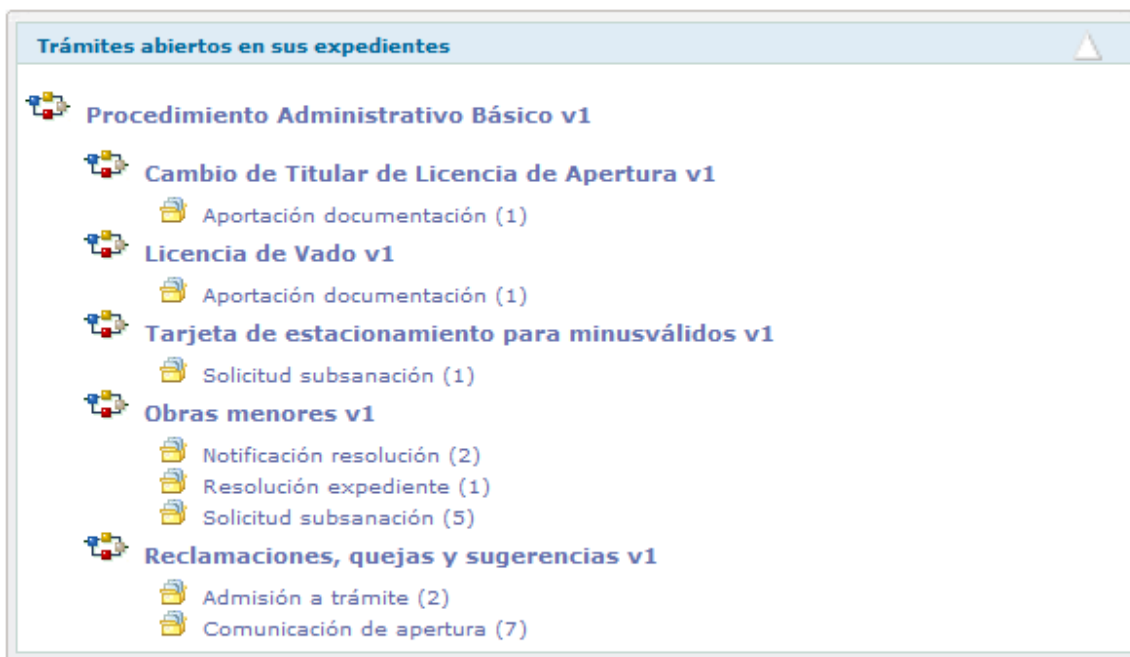 Trámites abiertos en sus expedientes
Procedimiento Administrativo Básico v1
Cambio de Titular de Licencia de Apertura v1
Aportación documentación (1)
Licencia de Vado v1
Aportación documentación (1)
Tarjeta de estacionamiento para minusválidos v1
Solicitud subsanación (1)
Obras menores v1
Notificación resolución (2)
Resolución expediente (1)
Solicitud subsanación (5)
Reclamaciones, quejas y sugerencias v1
Admisión a trámite (2)
Comunicación de apertura (7)